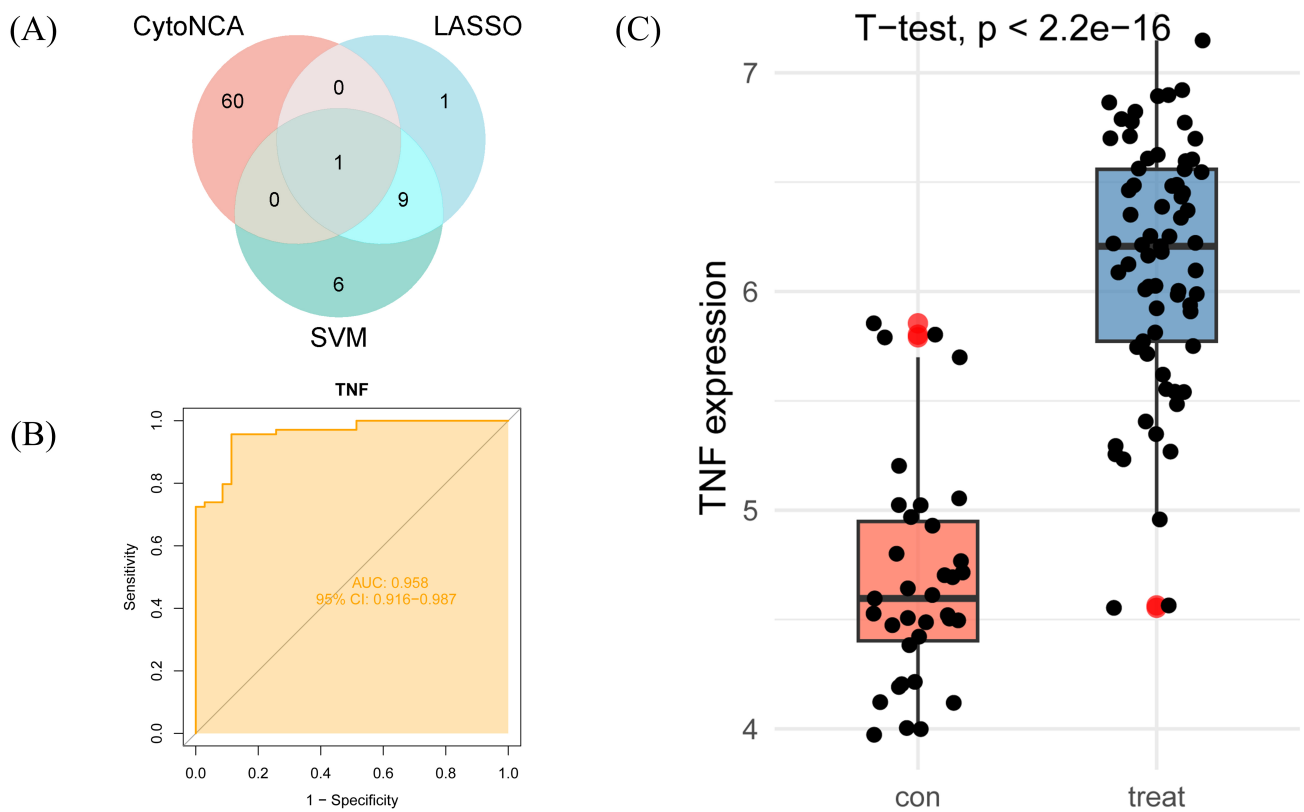 (A)
CytoNCA
LASSO
60
0
1
1
0
9
6
SVM
(B)
TNF
1.0
0.8
0.6
0.4
0.2
0.0
Sensitivity
AUC: 0.958
95% CI: 0.916−0.987
0.0 0.2 0.4 0.6 0.8 1.0
1 − Specificity
(C)
T−test, p < 2.2e−16
7
6
5
4
TNF expression
con treat